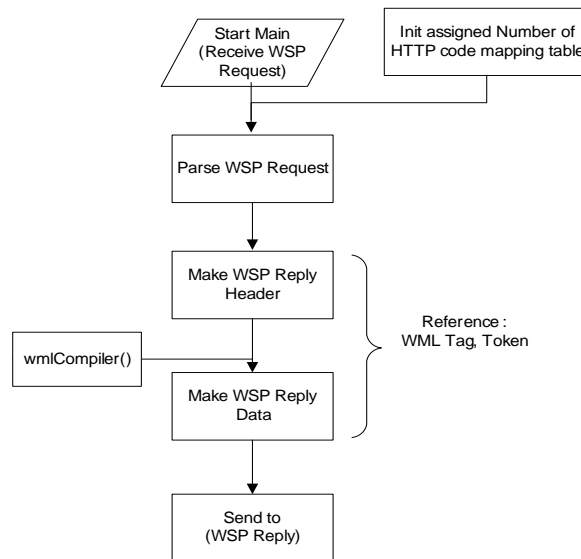 Start Main
(Receive WSP
Request)
Init assigned Number of
HTTP code mapping table
Parse WSP Request
Make WSP Reply
Header
Reference :
WML Tag, Token
wmlCompiler()
Make WSP Reply
Data
Send to
(WSP Reply)